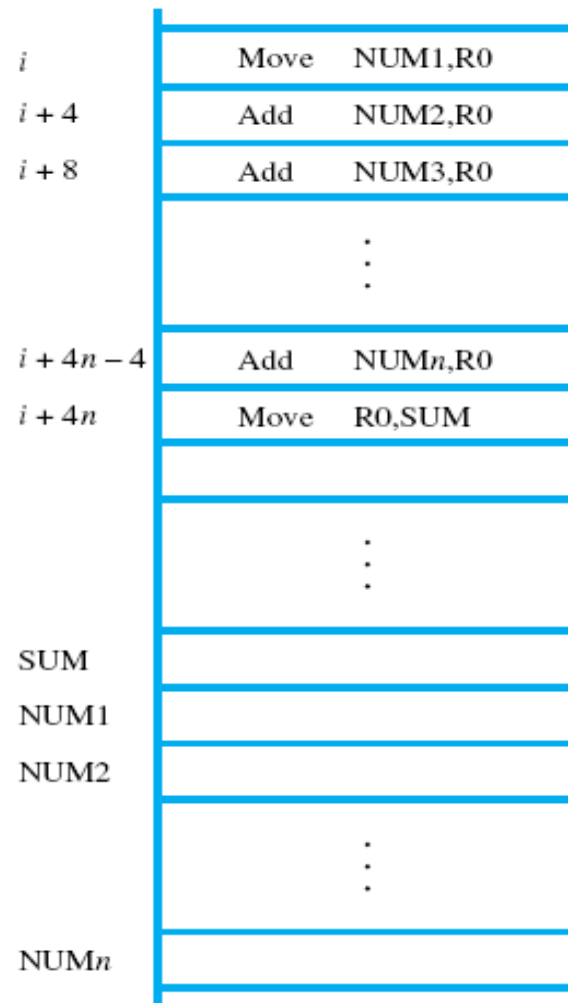 i Move NUM1,R0
i + 4 Add NUM2,R0
i + 8 Add NUM3,R0
i + 4n – 4 Add NUMn,R0
i + 4n Move R0,SUM
SUM
NUM1
NUM2
NUMn